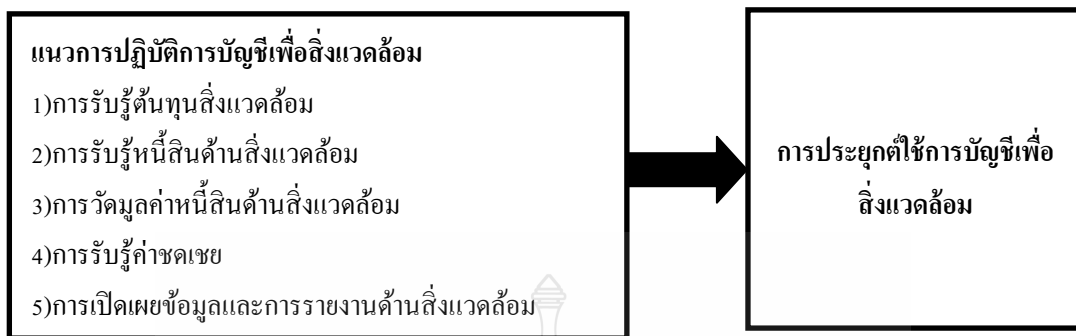 แนวการปฏิบัติการบัญชีเพื่อสิ่งแวดล้อม
1)การรับรู้ต้นทุนสิ่งแวดล้อม
2)การรับรู้หนี้สินด้านสิ่งแวดล้อม
3)การวัดมูลค่าหนี้สินด้านสิ่งแวดล้อม
4)การรับรู้ค่าชดเชย
5)การเปิดเผยข้อมูลและการรายงานด้านสิ่งแวดล้อม
การประยุกต์ใช้การบัญชีเพื่อ
สิ่งแวดล้อม